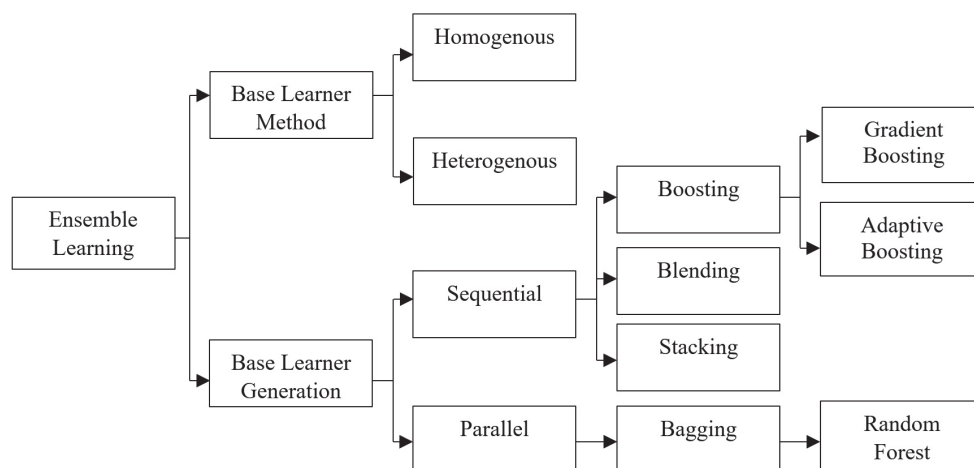 Homogenous
Base Learner
Method
Heterogenous
Gradient
Boosting
Boosting
Adaptive
Boosting
Ensemble
Learning
Blending
Sequential
Stacking
Base Learner
Generation
Parallel
Bagging
Random
Forest